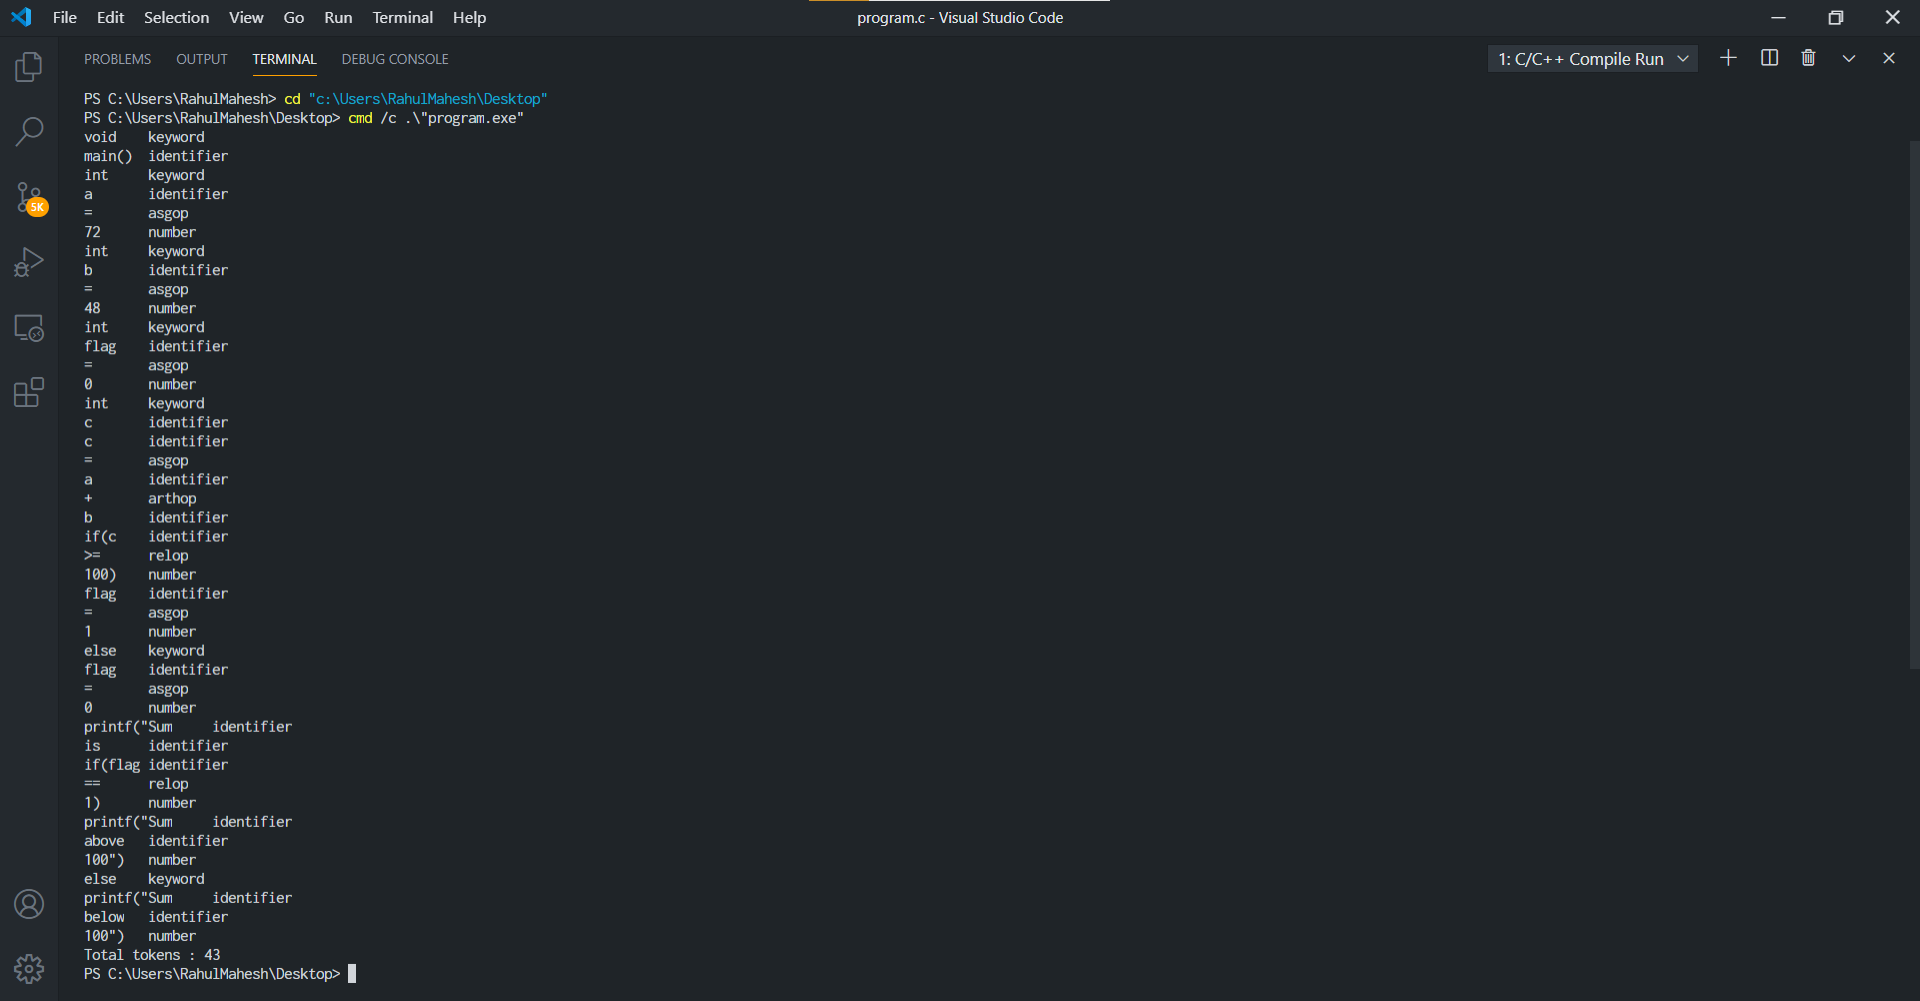 File Edit Selection View Go Run Terminal Help program.c - Visual Studio Code
PROBLEMS OUTPUT TERMINAL DEBUG CONSOLE 1: C/C++ Compile Run
PS C:\Users\RahulMahesh> cd "c:\Users\RahulMahesh\Desktop"
PS C:\Users\RahulMahesh\Desktop> cmd /c .\"program.exe"
void keyword
main() identifier
int keyword
a identifier
= asgop
72 number
int keyword
b identifier
= asgop
48 number
int keyword
flag identifier
= asgop
0 number
int keyword
c identifier
c identifier
= asgop
a identifier
+ arthop
b identifier
if(c identifier
>= relop
100) number
flag identifier
= asgop
1 number
else keyword
flag identifier
= asgop
0 number
printf("Sum identifier
is identifier
if(flag identifier
== relop
1) number
printf("Sum identifier
above identifier
100") number
else keyword
printf("Sum identifier
below identifier
100") number
Total tokens : 43
PS C:\Users\RahulMahesh\Desktop>
5K